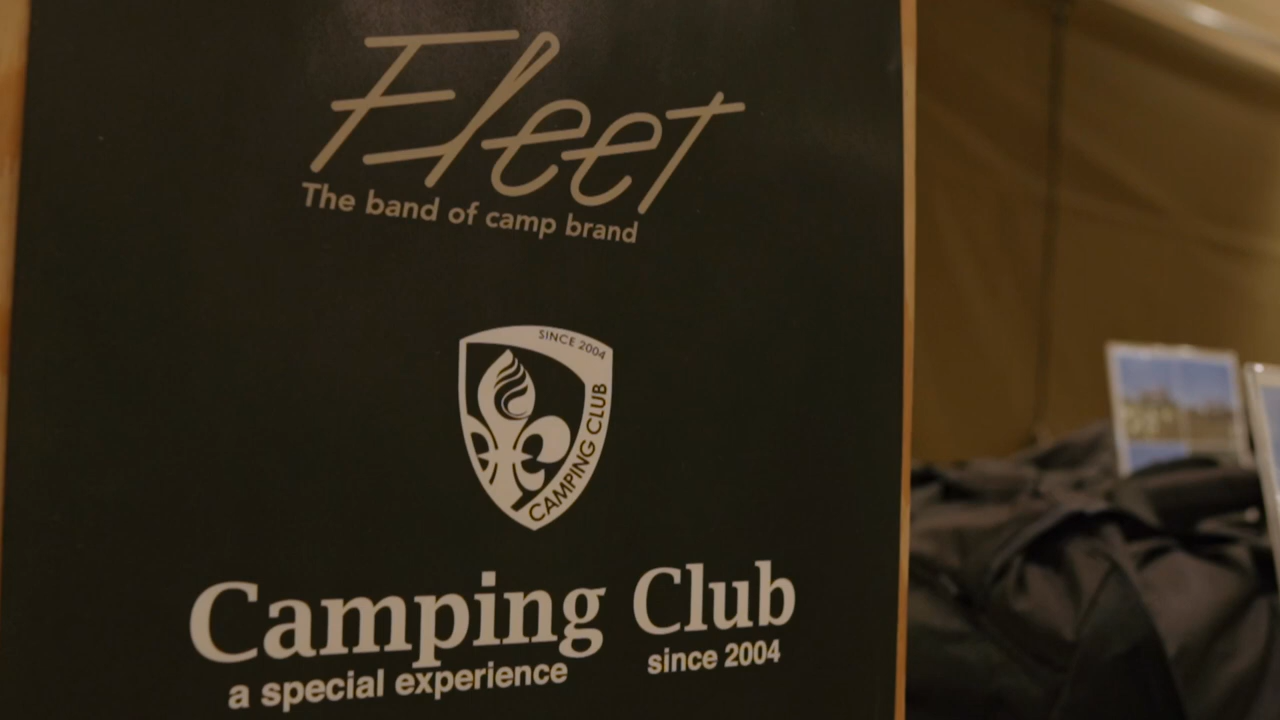 Fleet
The band of camp brand
SINCE 2004
CAMPING CLUB
Camping Club
a special experience
since 2004